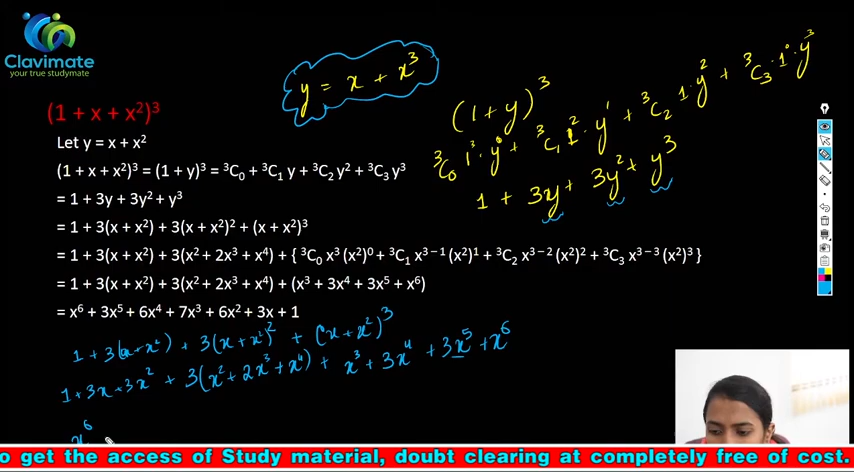 Clavimate
your true studymate
y = x + x³
(1 + x + x²)³
Let y = x + x²
(1 + x + x²)³ = (1 + y)³ = ³C₀ + ³C₁ y + ³C₂ y² + ³C₃ y³
= 1 + 3y + 3y² + y³
= 1 + 3(x + x²) + 3(x + x²)² + (x + x²)³
= 1 + 3(x + x²) + 3(x² + 2x³ + x⁴) + { ³C₀ x³ (x²)⁰ + ³C₁ x³⁻¹ (x²)¹ + ³C₂ x³⁻² (x²)² + ³C₃ x³⁻³ (x²)³ }
= 1 + 3(x + x²) + 3(x² + 2x³ + x⁴) + (x³ + 3x⁴ + 3x⁵ + x⁶)
= x⁶ + 3x⁵ + 6x⁴ + 7x³ + 6x² + 3x + 1
(1 + y)³
³C₀ 1³·y⁰ + ³C₁ 1²·y¹ + ³C₂ 1·y² + ³C₃·1⁰·y³
1 + 3y + 3y² + y³
1 + 3(x + x²) + 3(x + x²)² + (x + x²)³
1 + 3x + 3x² + 3(x² + 2x³ + x⁴) + x³ + 3x⁴ + 3x⁵ + x⁶
x⁶
o get the access of Study material, doubt clearing at completely free of cost.